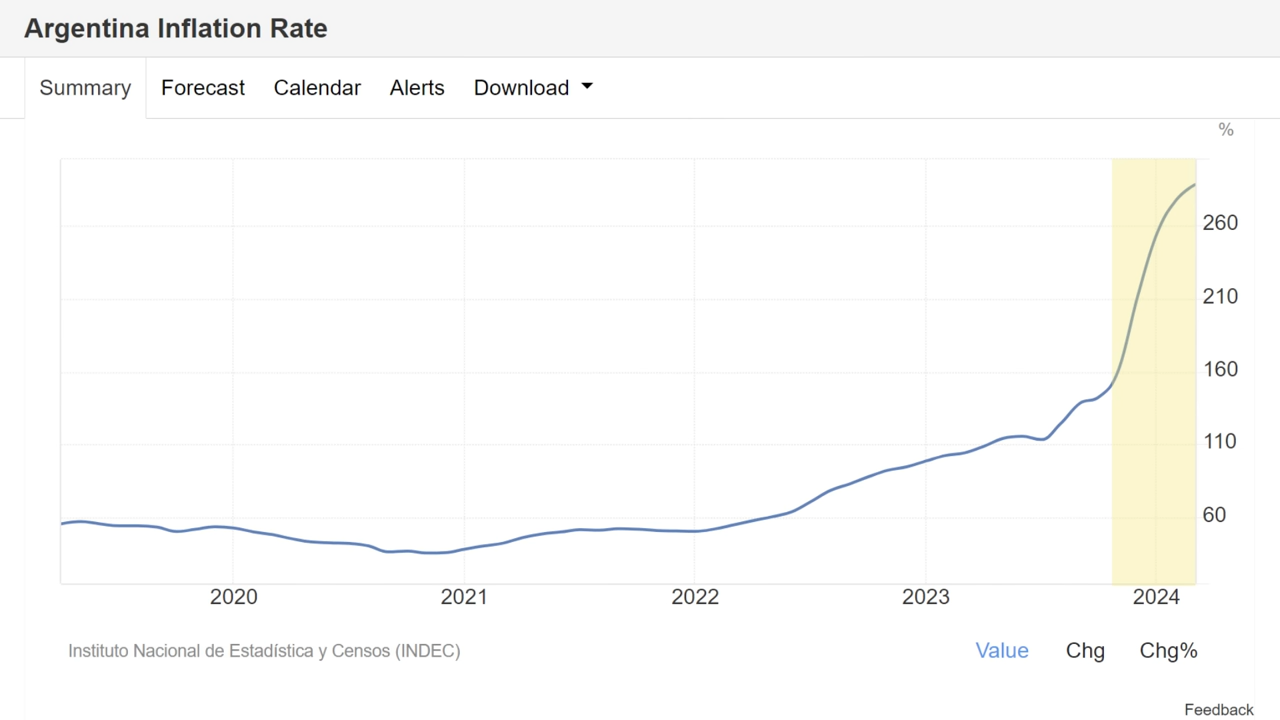 Argentina Inflation Rate
Summary Forecast Calendar Alerts Download
%
260
210
160
110
60
2020 2021 2022 2023 2024
Instituto Nacional de Estadística y Censos (INDEC) Value Chg Chg%
Feedback